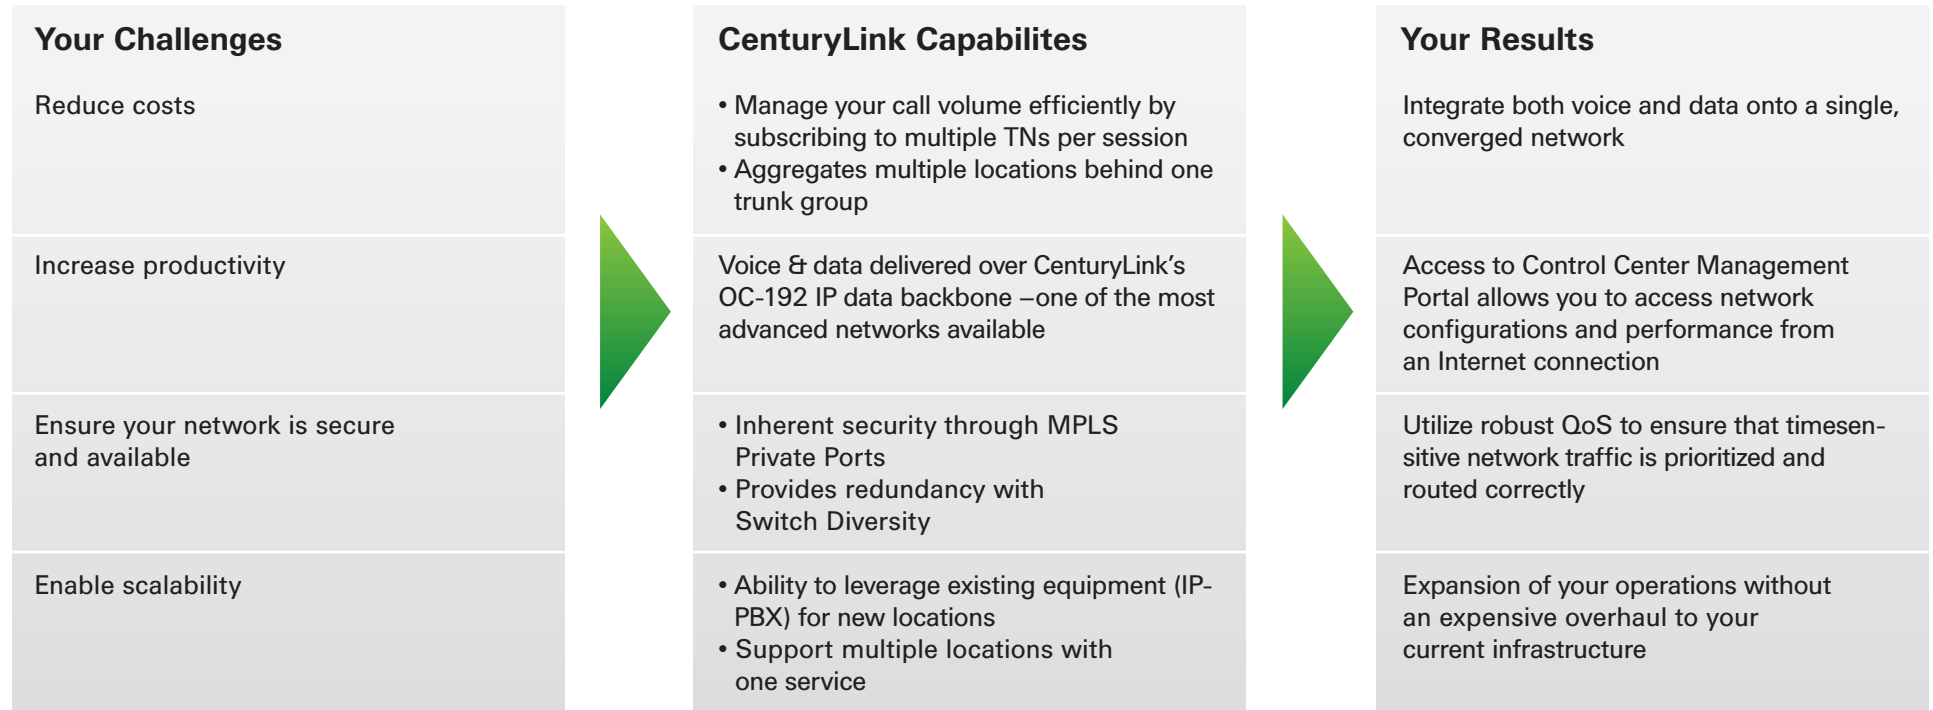 Your Challenges
Reduce costs
Increase productivity
Ensure your network is secure
and available
Enable scalability
CenturyLink Capabilites
• Manage your call volume efficiently by
subscribing to multiple TNs per session
• Aggregates multiple locations behind one
trunk group
Voice & data delivered over CenturyLink’s
OC-192 IP data backbone –one of the most
advanced networks available
• Inherent security through MPLS
Private Ports
• Provides redundancy with
Switch Diversity
• Ability to leverage existing equipment (IP-
PBX) for new locations
• Support multiple locations with
one service
Your Results
Integrate both voice and data onto a single,
converged network
Access to Control Center Management
Portal allows you to access network
configurations and performance from
an Internet connection
Utilize robust QoS to ensure that timesen-
sitive network traffic is prioritized and
routed correctly
Expansion of your operations without
an expensive overhaul to your
current infrastructure